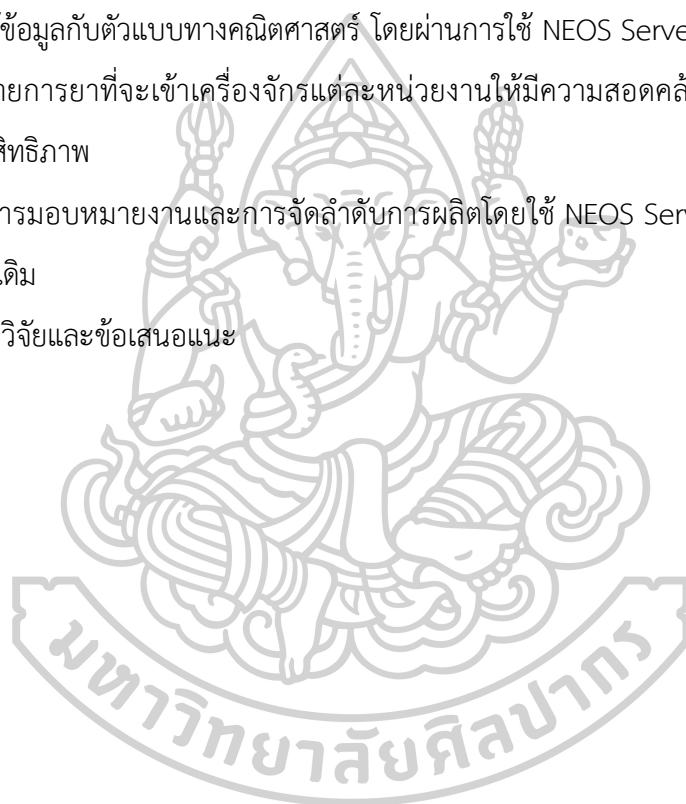 ข้อมูลกับตัวแบบทางคณิตศาสตร์ โดยผ่านการใช้ NEOS Serve
ายการยาที่จะเข้าเครื่องจักรแต่ละหน่วยงานให้มีความสอดคล้
สิทธิภาพ
ารมอบหมายงานและการจัดลำดับการผลิตโดยใช้ NEOS Ser
เดิม
วิจัยและข้อเสนอแนะ
มหาวิทยาลัยศิลปากร